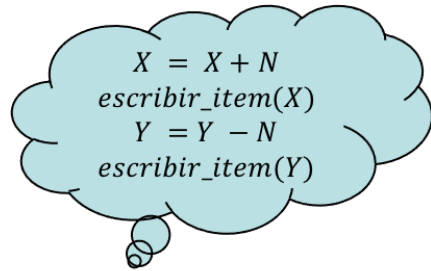 X = X + N
escribir_item(X)
Y = Y − N
escribir_item(Y)